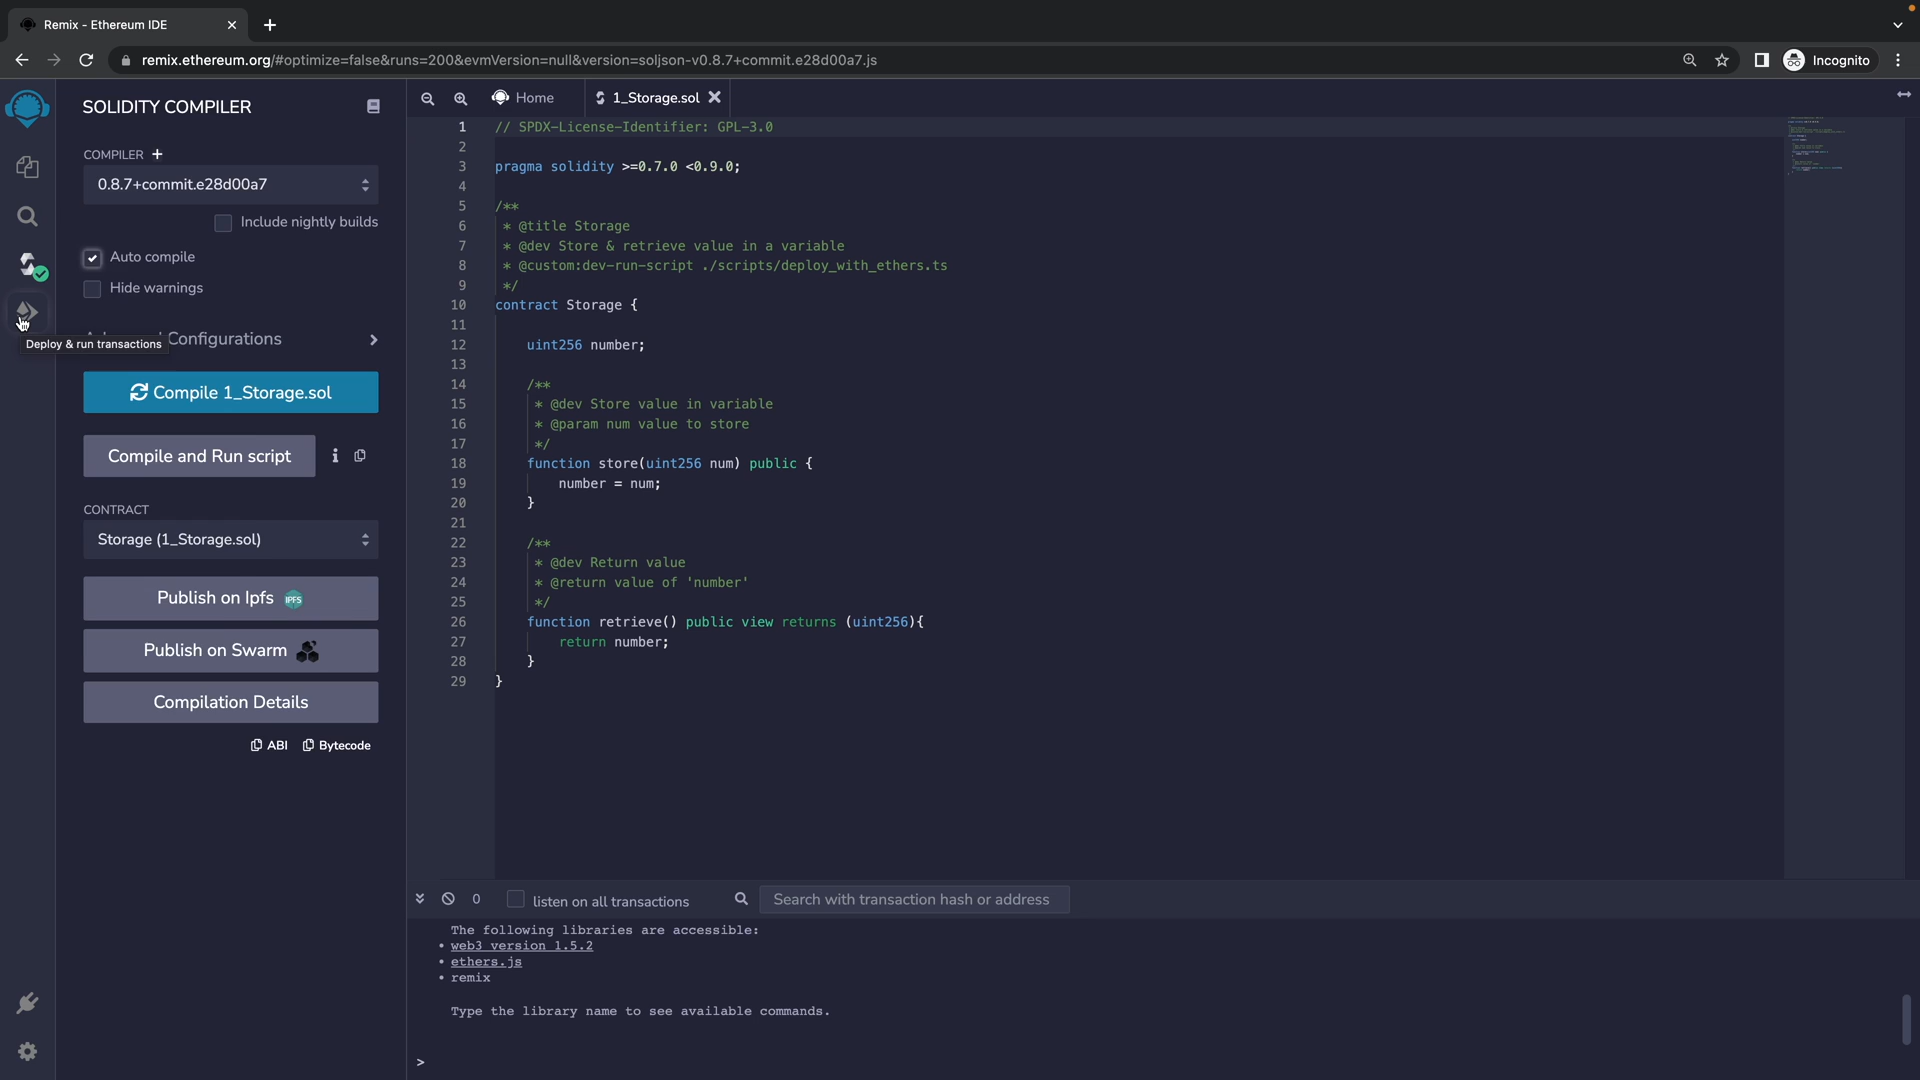 Remix - Ethereum IDE
remix.ethereum.org/#optimize=false&runs=200&evmVersion=null&version=soljson-v0.8.7+commit.e28d00a7.js
Incognito
SOLIDITY COMPILER
COMPILER
0.8.7+commit.e28d00a7
Include nightly builds
Auto compile
Hide warnings
Configurations
Deploy & run transactions
Compile 1_Storage.sol
Compile and Run script
CONTRACT
Storage (1_Storage.sol)
Publish on Ipfs IPFS
Publish on Swarm
Compilation Details
ABI Bytecode
Home 1_Storage.sol
1 // SPDX-License-Identifier: GPL-3.0
2
3 pragma solidity >=0.7.0 <0.9.0;
4
5 /**
6 * @title Storage
7 * @dev Store & retrieve value in a variable
8 * @custom:dev-run-script ./scripts/deploy_with_ethers.ts
9 */
10 contract Storage {
11
12 uint256 number;
13
14 /**
15 * @dev Store value in variable
16 * @param num value to store
17 */
18 function store(uint256 num) public {
19 number = num;
20 }
21
22 /**
23 * @dev Return value
24 * @return value of 'number'
25 */
26 function retrieve() public view returns (uint256){
27 return number;
28 }
29 }
0 listen on all transactions Search with transaction hash or address
The following libraries are accessible:
• web3 version 1.5.2
• ethers.js
• remix
Type the library name to see available commands.
>